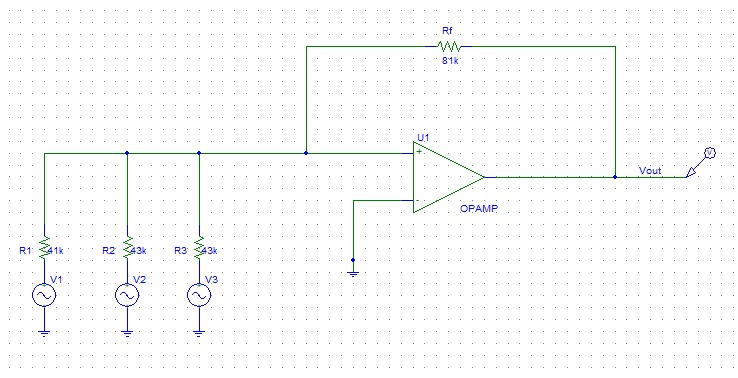 Rf
81k
U1
+
-
OPAMP
Vout
V
R1 41k
R2 43k
R3 43k
V1
V2
V3